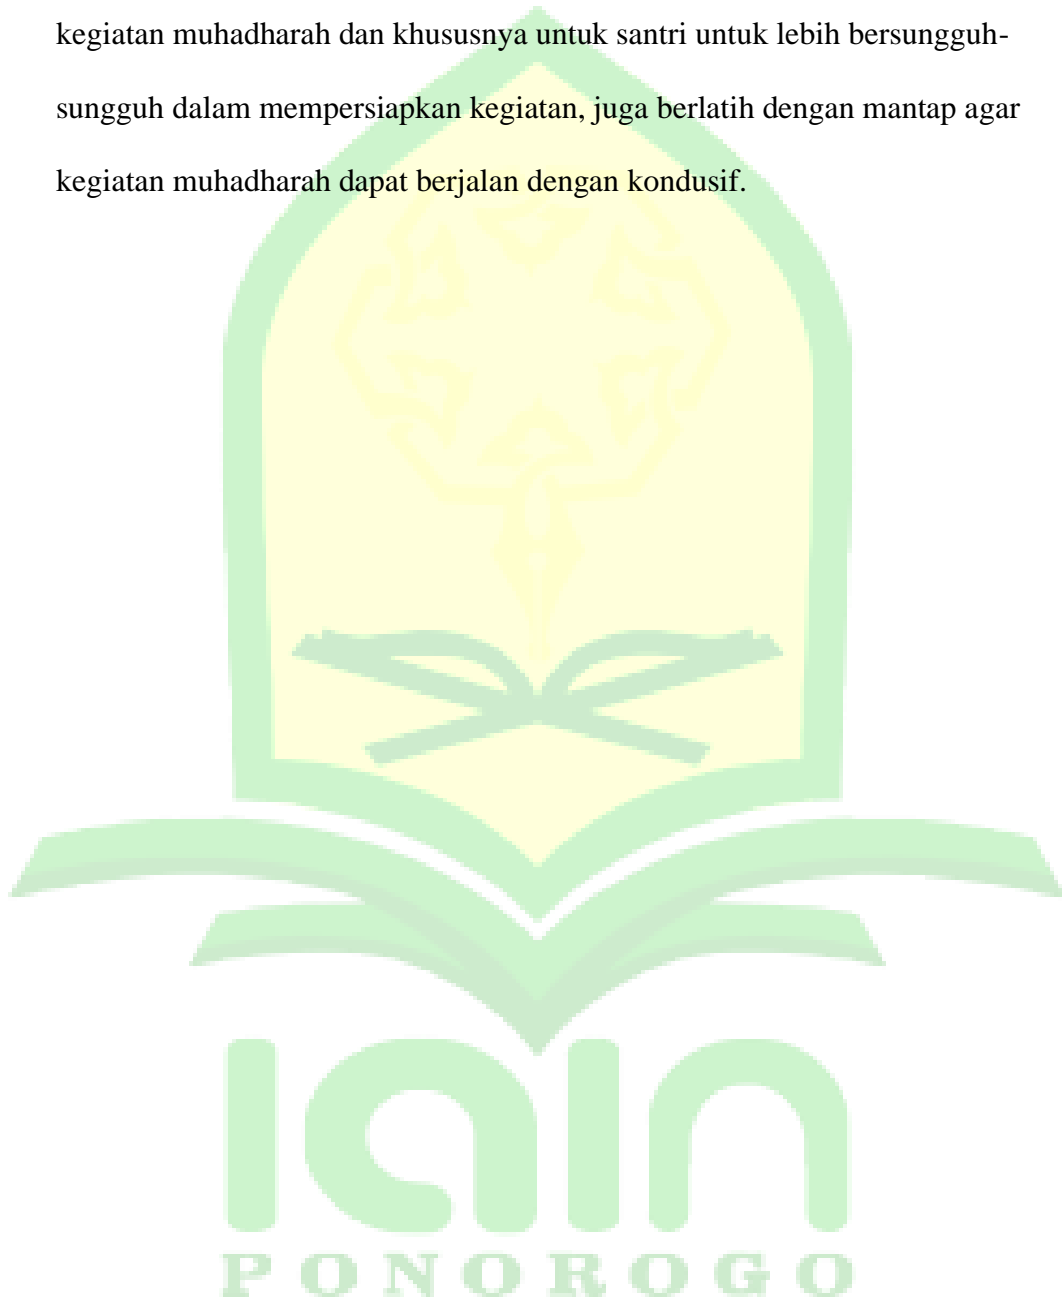 kegiatan muhadharah dan khususnya untuk santri untuk lebih bersungguh-
sungguh dalam mempersiapkan kegiatan, juga berlatih dengan mantap agar
kegiatan muhadharah dapat berjalan dengan kondusif.
iain
PONOROGO